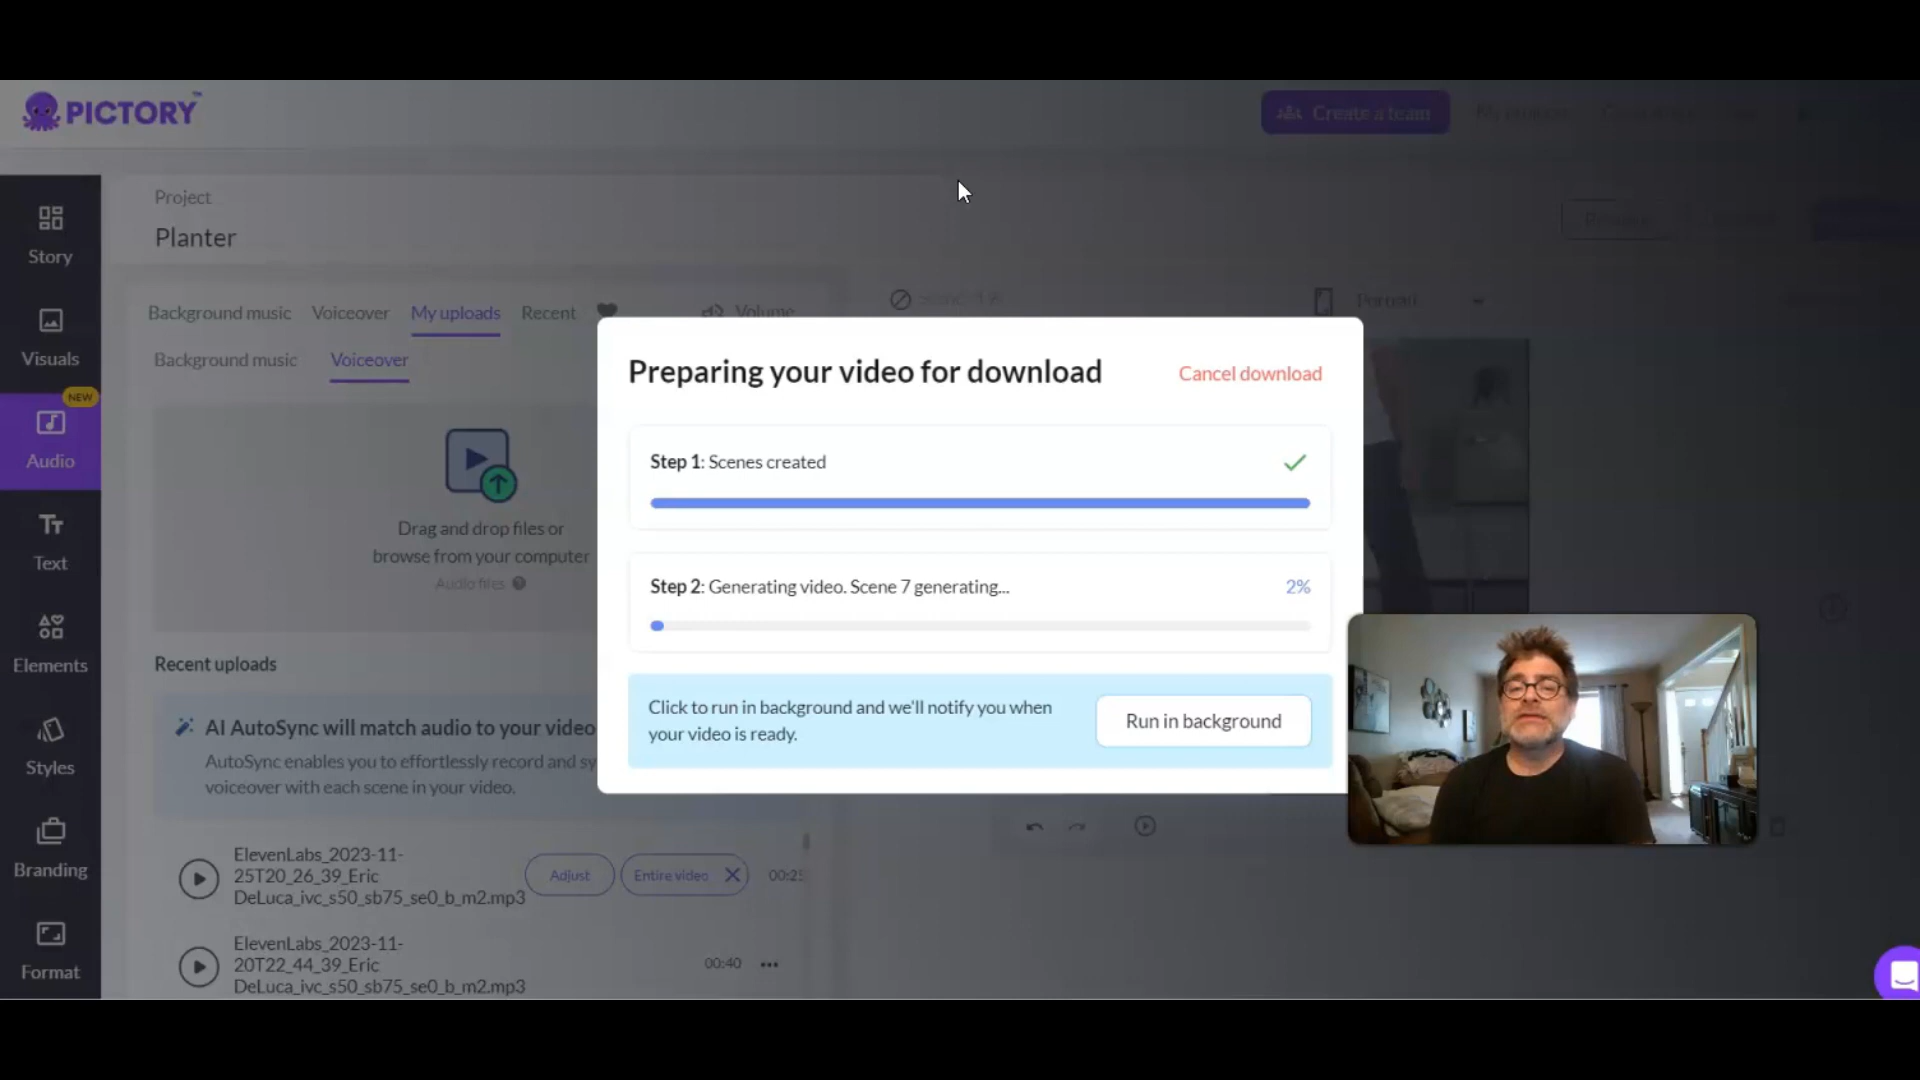 PICTORY™
Create a team
Project
Planter
Story
Visuals
NEW
Audio
Text
Elements
Styles
Branding
Format
Background music
Voiceover
My uploads
Recent
Volume
Background music
Voiceover
Drag and drop files or
browse from your computer
Audio files
Recent uploads
AI AutoSync will match audio to your video
AutoSync enables you to effortlessly record and sy
voiceover with each scene in your video.
ElevenLabs_2023-11-
25T20_26_39_Eric
DeLuca_ivc_s50_sb75_se0_b_m2.mp3
Adjust
Entire video
ElevenLabs_2023-11-
20T22_44_39_Eric
DeLuca_ivc_s50_sb75_se0_b_m2.mp3
00:40
Portrait
Preparing your video for download
Cancel download
Step 1: Scenes created
Step 2: Generating video. Scene 7 generating...
2%
Click to run in background and we'll notify you when
your video is ready.
Run in background